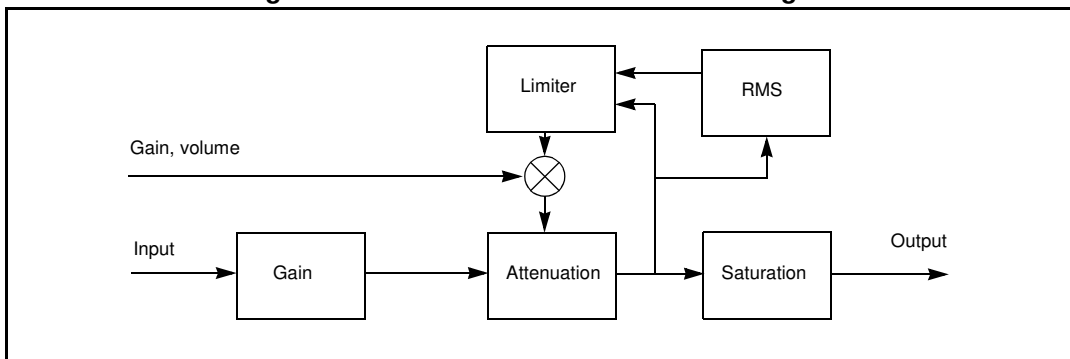 Limiter
RMS
Gain, volume
Input
Gain
Attenuation
Saturation
Output